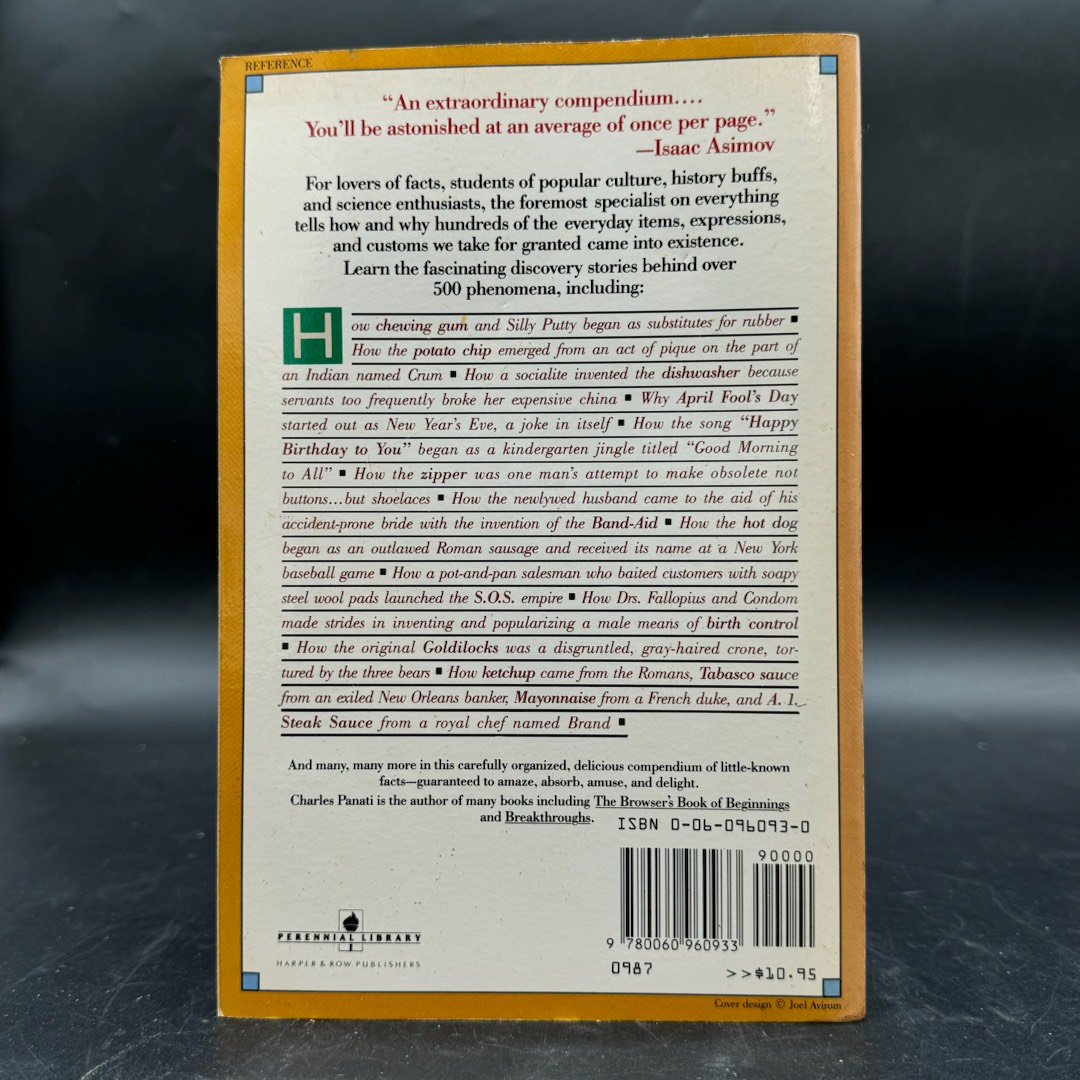 REFERENCE
“An extraordinary compendium....
You'll be astonished at an average of once per page.”
—Isaac Asimov
For lovers of facts, students of popular culture, history buffs,
and science enthusiasts, the foremost specialist on everything
tells how and why hundreds of the everyday items, expressions,
and customs we take for granted came into existence.
Learn the fascinating discovery stories behind over
500 phenomena, including:
How chewing gum and Silly Putty began as substitutes for rubber ■
How the potato chip emerged from an act of pique on the part of
an Indian named Crum ■ How a socialite invented the dishwasher because
servants too frequently broke her expensive china ■ Why April Fool's Day
started out as New Year's Eve, a joke in itself ■ How the song “Happy
Birthday to You” began as a kindergarten jingle titled “Good Morning
to All” ■ How the zipper was one man's attempt to make obsolete not
buttons...but shoelaces ■ How the newlywed husband came to the aid of his
accident-prone bride with the invention of the Band-Aid ■ How the hot dog
began as an outlawed Roman sausage and received its name at a New York
baseball game ■ How a pot-and-pan salesman who baited customers with soapy
steel wool pads launched the S.O.S. empire ■ How Drs. Fallopius and Condom
made strides in inventing and popularizing a male means of birth control
■ How the original Goldilocks was a disgruntled, gray-haired crone, tor-
tured by the three bears ■ How ketchup came from the Romans, Tabasco sauce
from an exiled New Orleans banker, Mayonnaise from a French duke, and A. 1.
Steak Sauce from a royal chef named Brand ■
And many, many more in this carefully organized, delicious compendium of little-known
facts—guaranteed to amaze, absorb, amuse, and delight.
Charles Panati is the author of many books including The Browser's Book of Beginnings
and Breakthroughs.
ISBN 0-06-096093-0
90000
9 780060 960933
0987 >>$10.95
PERENNIAL LIBRARY
HARPER & ROW, PUBLISHERS
Cover design © Joel Avirom